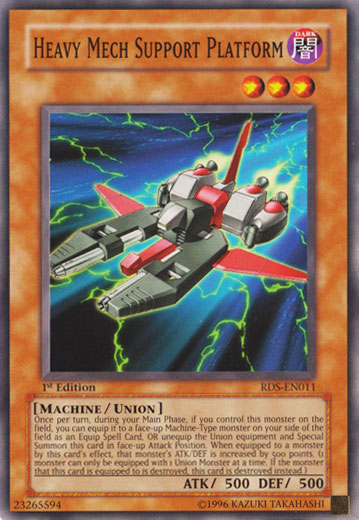 HEAVY MECH SUPPORT PLATFORM
DARK
闇
1st Edition
RDS-EN011
[MACHINE / UNION]
Once per turn, during your Main Phase, if you control this monster on the
field, you can equip it to a face-up Machine-Type monster on your side of the
field as an Equip Spell Card, OR unequip the Union equipment and Special
Summon this card in face-up Attack Position. When equipped to a monster
by this card's effect, that monster's ATK/DEF is increased by 500 points. (1
monster can only be equipped with 1 Union Monster at a time. If the monster
that this card is equipped to is destroyed, this card is destroyed instead.)
ATK/ 500 DEF/ 500
23265594
©1996 KAZUKI TAKAHASHI